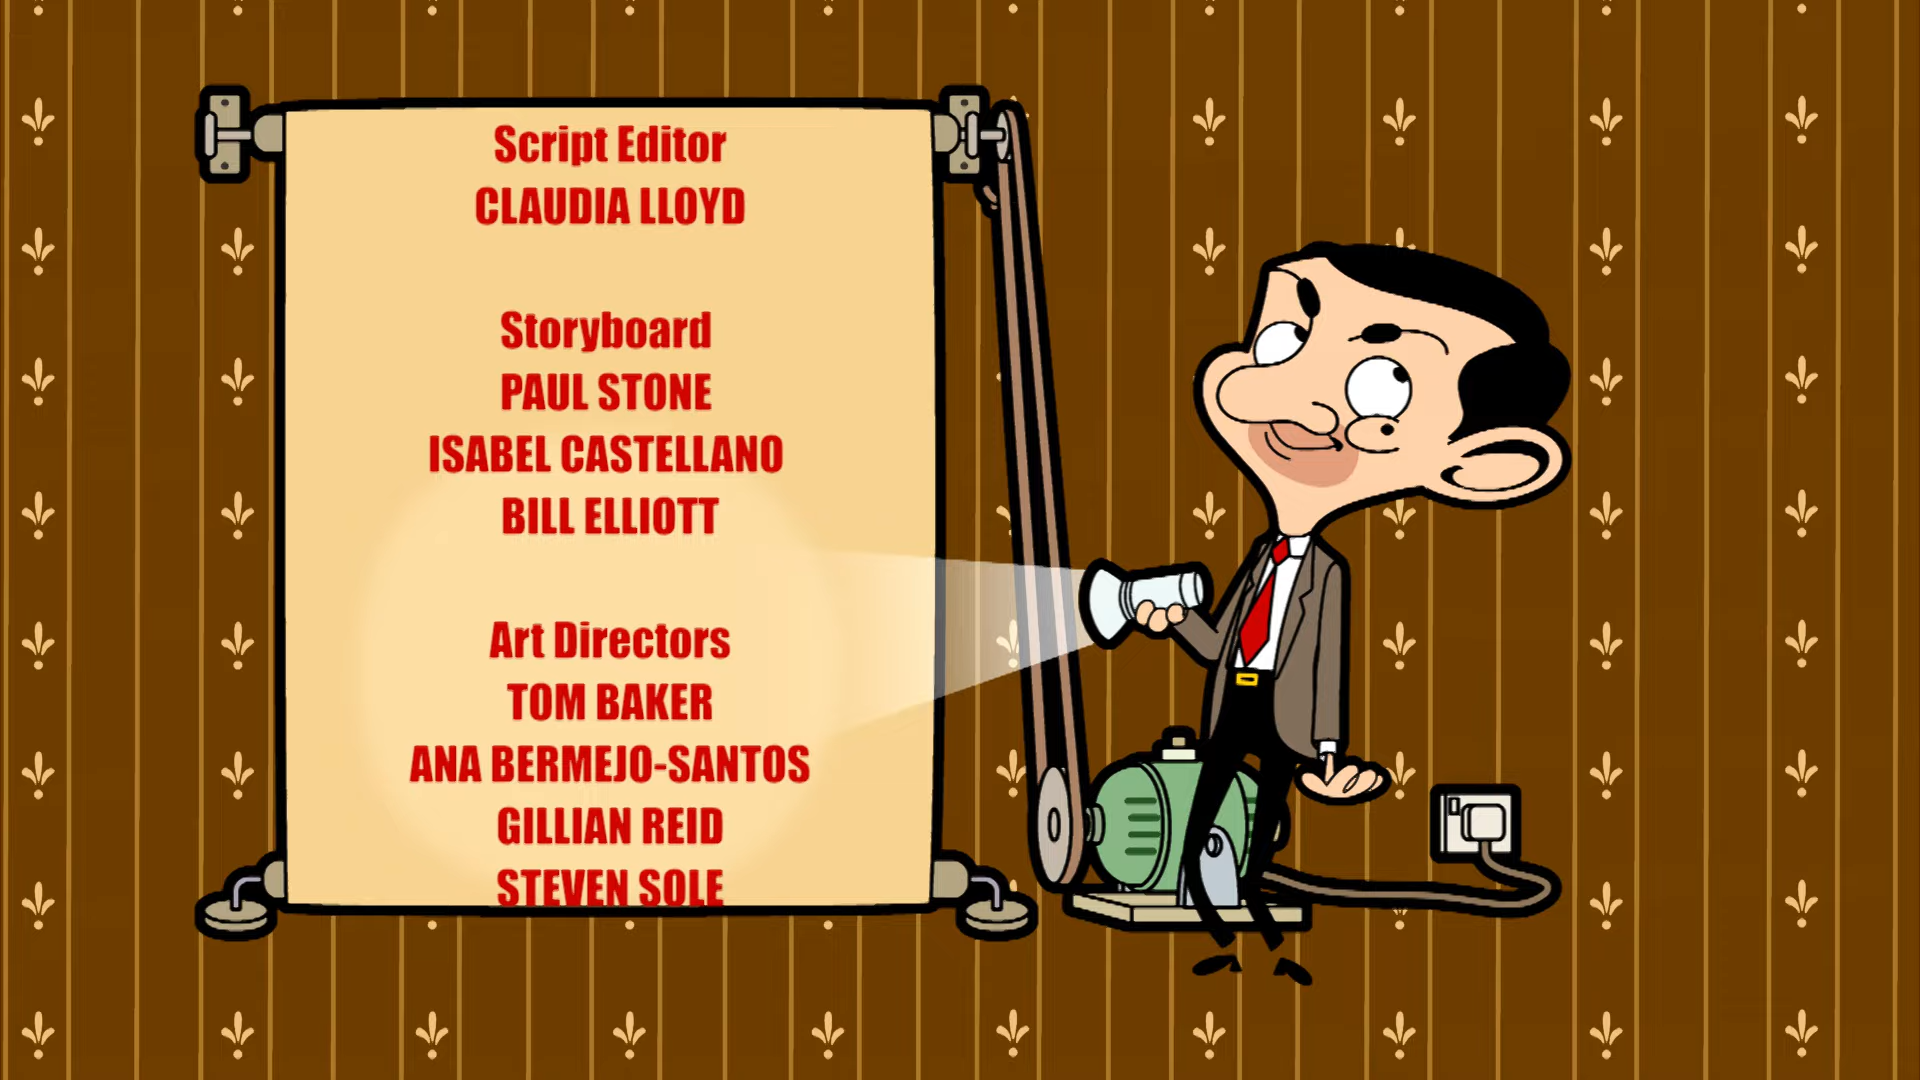 Script Editor
CLAUDIA LLOYD
Storyboard
PAUL STONE
ISABEL CASTELLANO
BILL ELLIOTT
Art Directors
TOM BAKER
ANA BERMEJO-SANTOS
GILLIAN REID
STEVEN SOLE